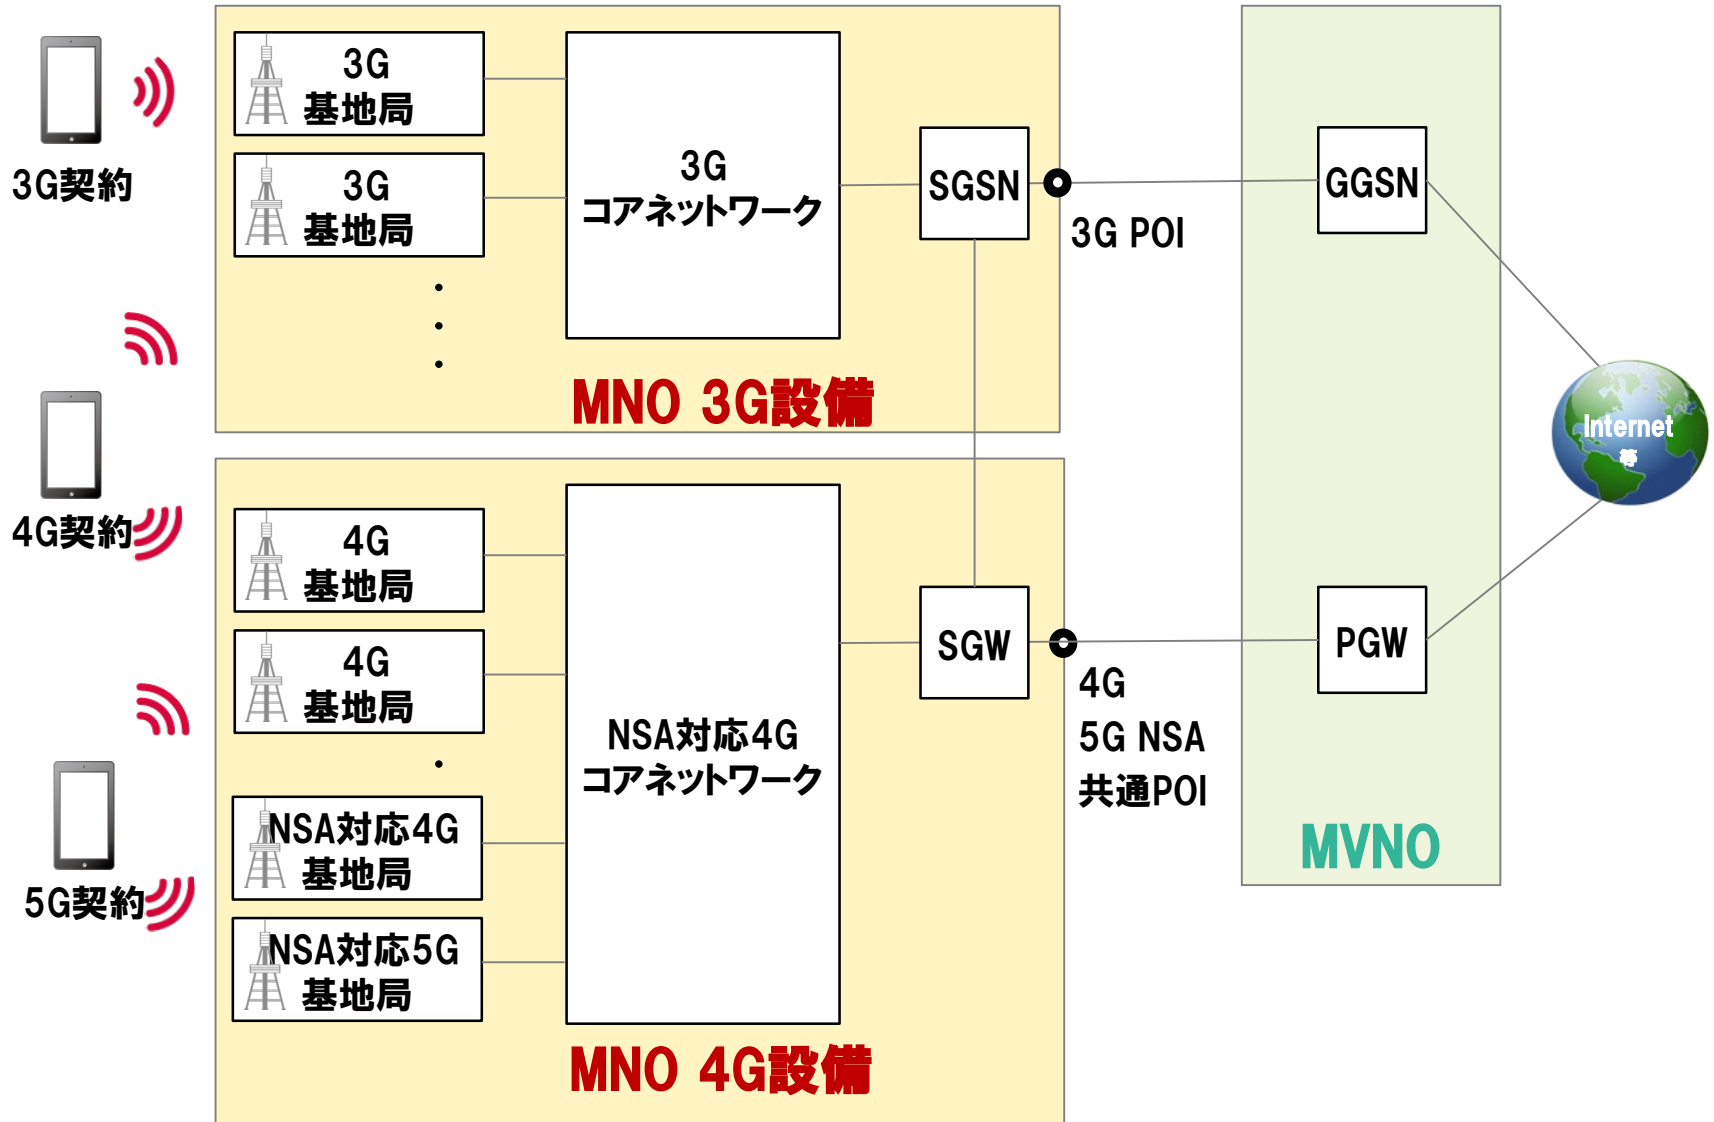 3G契約
4G契約
5G契約
3G
基地局
3G
基地局
・
・
・
3G
コアネットワーク
SGSN
MNO 3G設備
3G POI
GGSN
4G
基地局
4G
基地局
・
NSA対応4G
基地局
NSA対応5G
基地局
NSA対応4G
コアネットワーク
SGW
MNO 4G設備
4G
5G NSA
共通POI
PGW
MVNO
Internet
等